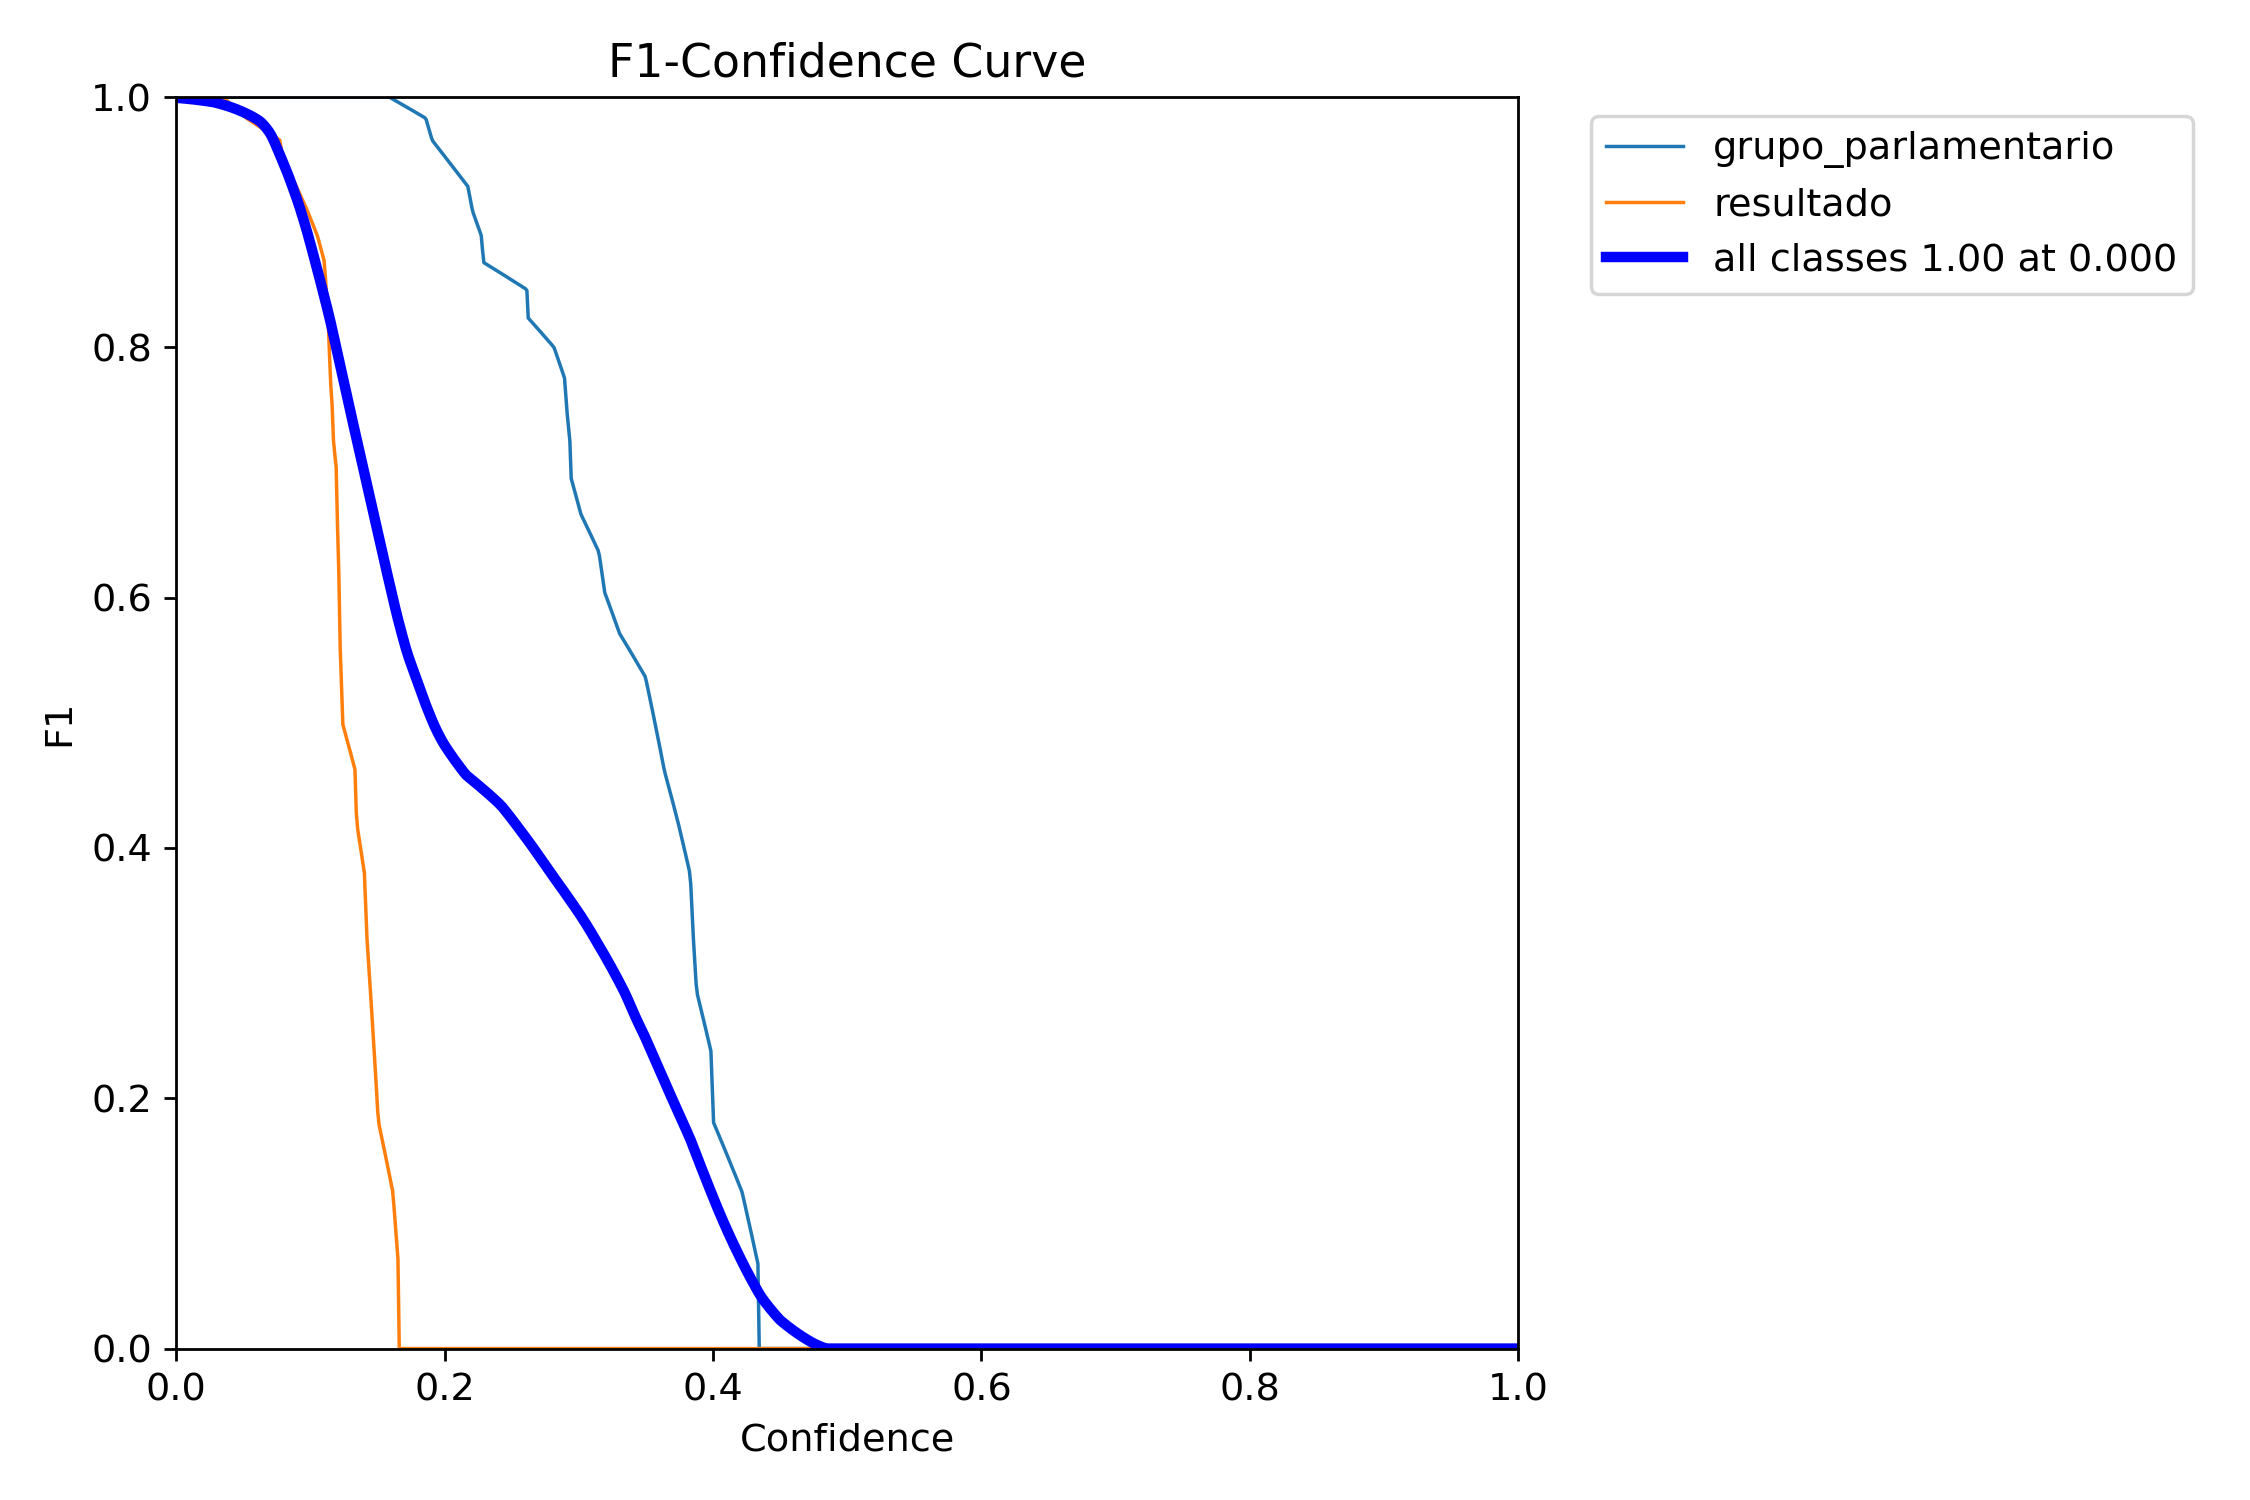 F1-Confidence Curve
1.0
0.8
0.6
0.4
0.2
0.0
F1
0.0 0.2 0.4 0.6 0.8 1.0
Confidence
grupo_parlamentario
resultado
all classes 1.00 at 0.000